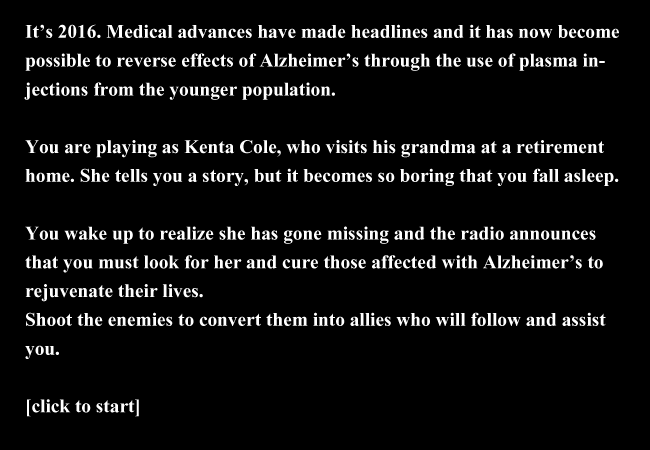 It’s 2016. Medical advances have made headlines and it has now become
possible to reverse effects of Alzheimer’s through the use of plasma in-
jections from the younger population.
You are playing as Kenta Cole, who visits his grandma at a retirement
home. She tells you a story, but it becomes so boring that you fall asleep.
You wake up to realize she has gone missing and the radio announces
that you must look for her and cure those affected with Alzheimer’s to
rejuvenate their lives.
Shoot the enemies to convert them into allies who will follow and assist
you.
[click to start]